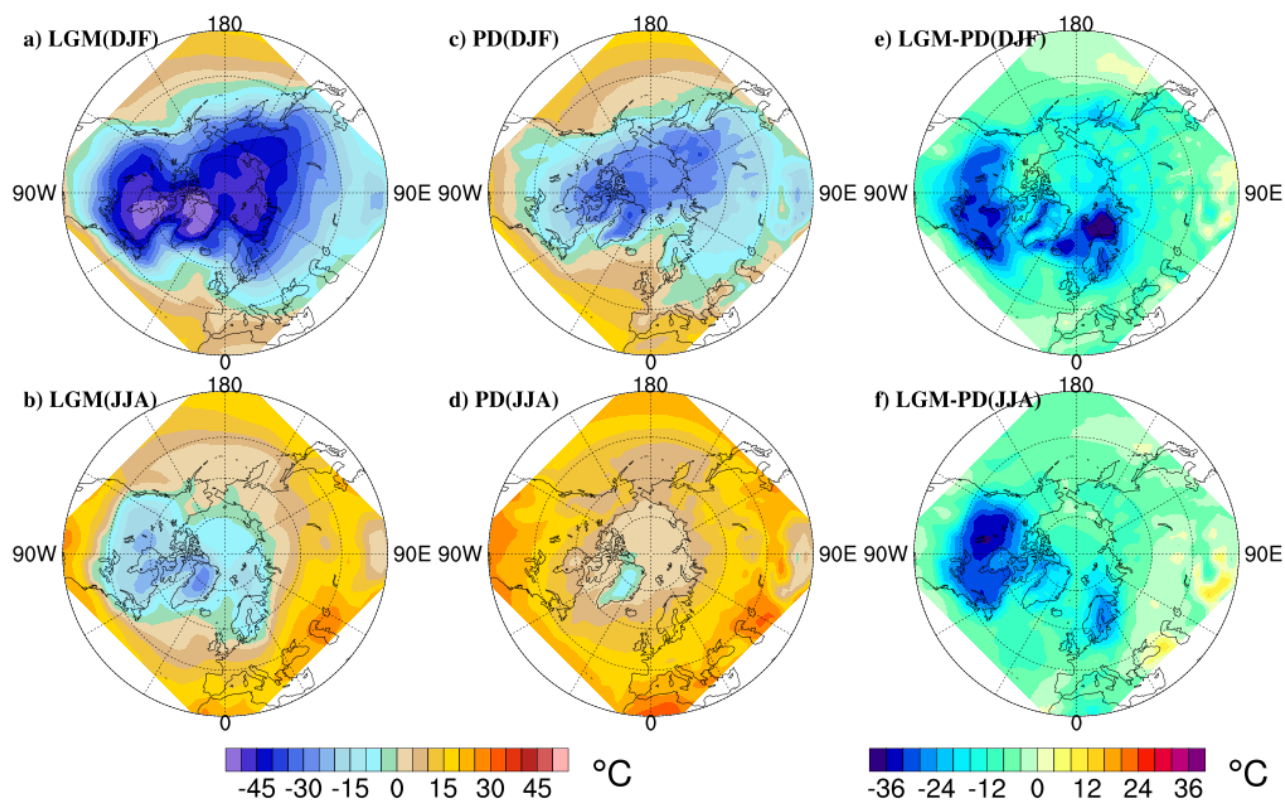 180 180 180
a) LGM(DJF) c) PD(DJF) e) LGM-PD(DJF)
90W 90E 90W 90E 90W 90E
0 0 0
180 180 180
b) LGM(JJA) d) PD(JJA) f) LGM-PD(JJA)
90W 90E 90W 90E 90W 90E
0 0 0
-45 -30 -15 0 15 30 45 °C -36 -24 -12 0 12 24 36 °C